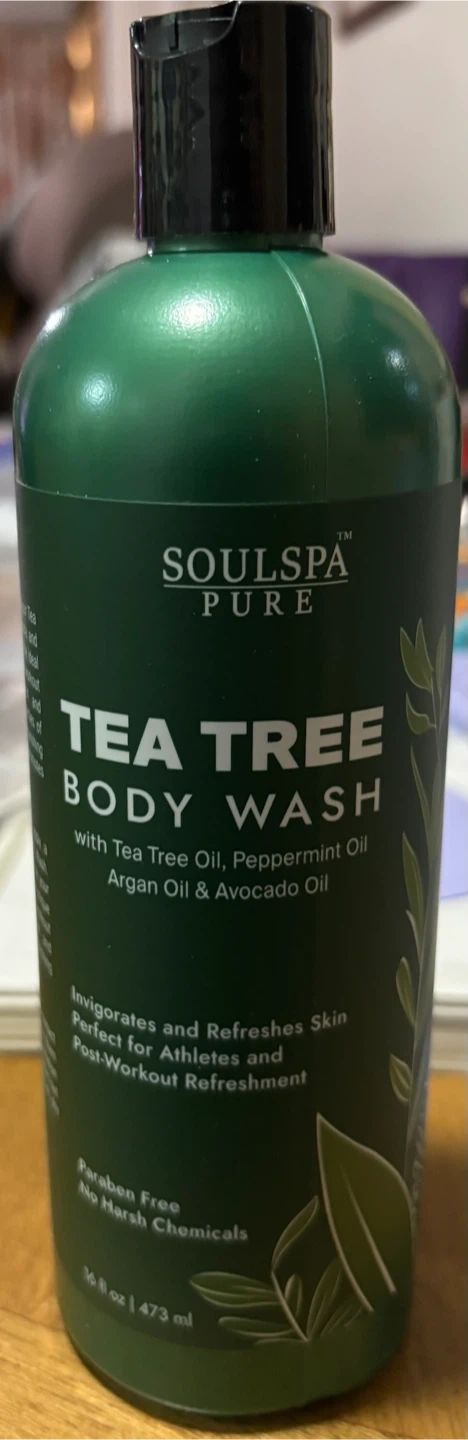 SOULSPA™
PURE
TEA TREE
BODY WASH
with Tea Tree Oil, Peppermint Oil
Argan Oil & Avocado Oil
Invigorates and Refreshes Skin
Perfect for Athletes and
Post-Workout Refreshment
Paraben Free
No Harsh Chemicals
16 fl oz | 473 ml